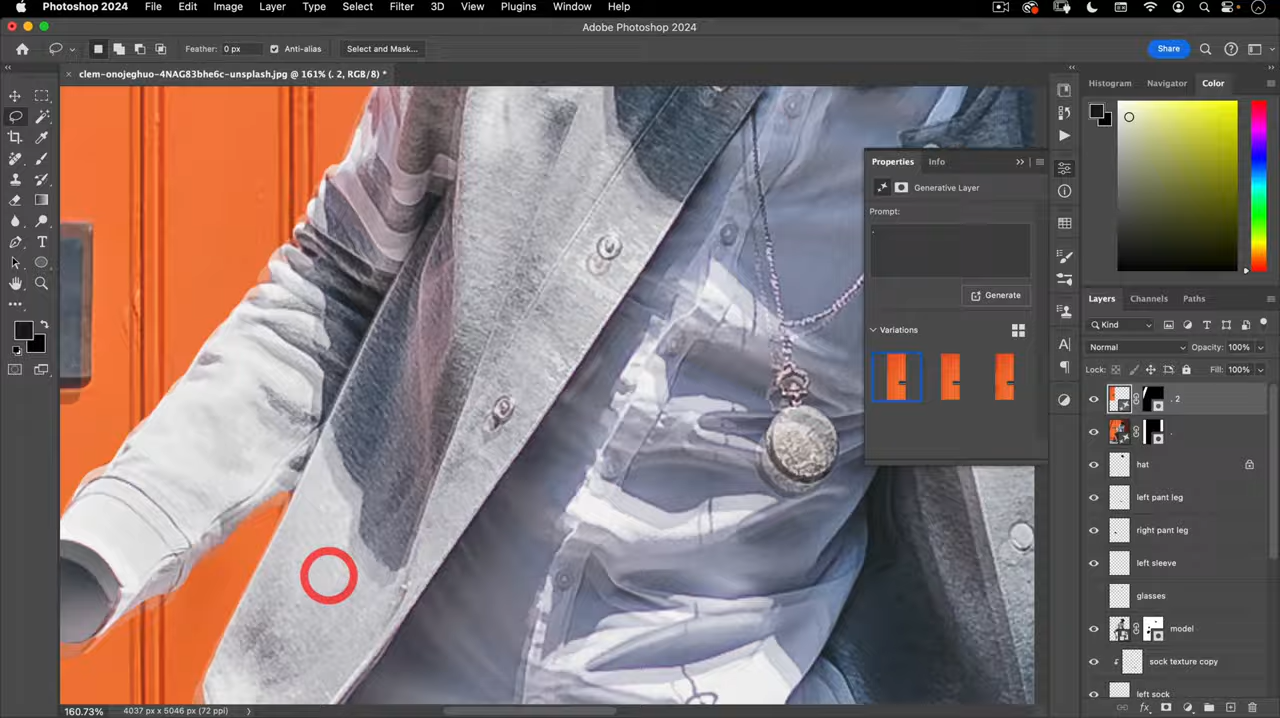 Photoshop 2024 File Edit Image Layer Type Select Filter 3D View Plugins Window Help
Adobe Photoshop 2024
Feather: 0 px Anti-alias Select and Mask... Share
clem-onojeghuo-4NAG83bhe6c-unsplash.jpg @ 161% (. 2, RGB/8) *
Histogram Navigator Color
Properties Info
Generative Layer
Prompt:
.
Generate
Variations
Layers Channels Paths
Kind
Normal Opacity: 100%
Lock: Fill: 100%
. 2
.
hat
left pant leg
right pant leg
left sleeve
glasses
model
sock texture copy
left sock
160.73% 4037 px x 5046 px (72 ppi)